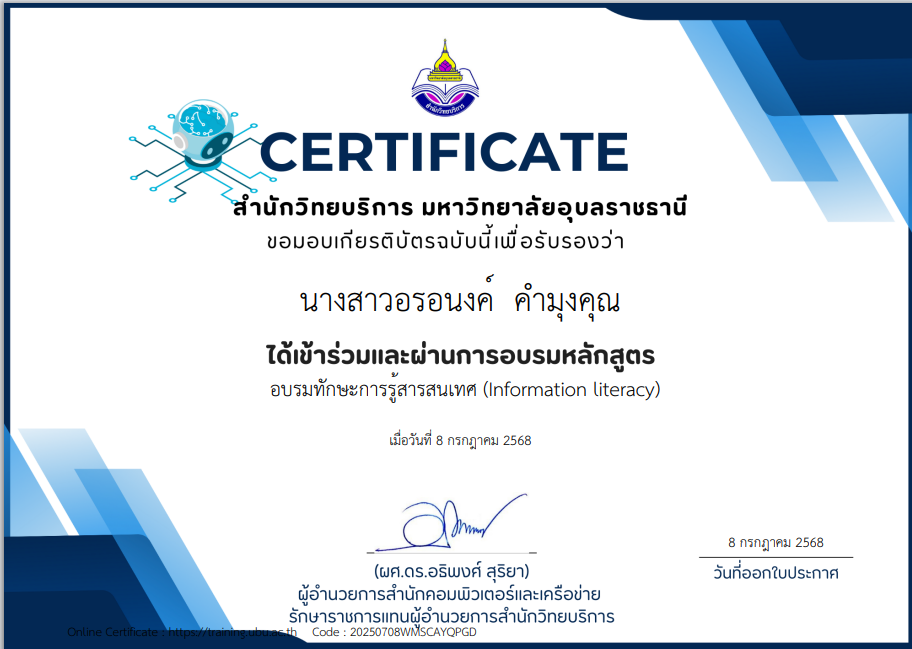 สำนักวิทยบริการ
CERTIFICATE
สำนักวิทยบริการ มหาวิทยาลัยอุบลราชธานี
ขอมอบเกียรติบัตรฉบับนี้เพื่อรับรองว่า
นางสาวอรอนงค์ คำมุงคุณ
ได้เข้าร่วมและผ่านการอบรมหลักสูตร
อบรมทักษะการรู้สารสนเทศ (Information literacy)
เมื่อวันที่ 8 กรกฎาคม 2568
(ผศ.ดร.อธิพงศ์ สุริยา)
ผู้อำนวยการสำนักคอมพิวเตอร์และเครือข่าย
รักษาราชการแทนผู้อำนวยการสำนักวิทยบริการ
8 กรกฎาคม 2568
วันที่ออกใบประกาศ
Online Certificate : https://training.ubu.ac.th Code : 20250708WMSCAYQPGD